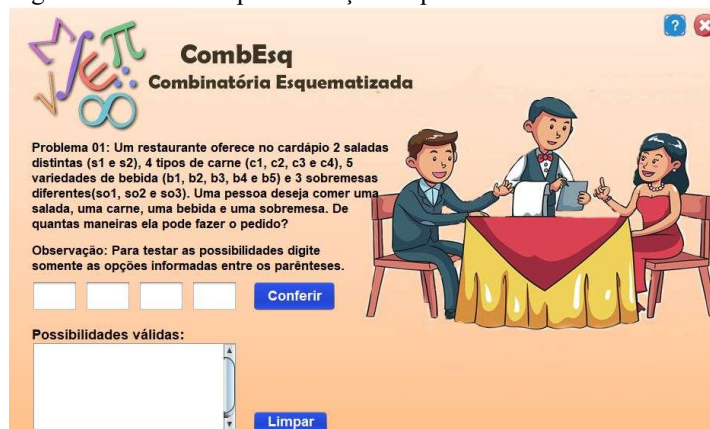 CombEsq
Combinatória Esquematizada
Problema 01: Um restaurante oferece no cardápio 2 saladas
distintas (s1 e s2), 4 tipos de carne (c1, c2, c3 e c4), 5
variedades de bebida (b1, b2, b3, b4 e b5) e 3 sobremesas
diferentes(so1, so2 e so3). Uma pessoa deseja comer uma
salada, uma carne, uma bebida e uma sobremesa. De
quantas maneiras ela pode fazer o pedido?
Observação: Para testar as possibilidades digite
somente as opções informadas entre os parênteses.
Conferir
Possibilidades válidas:
Limpar